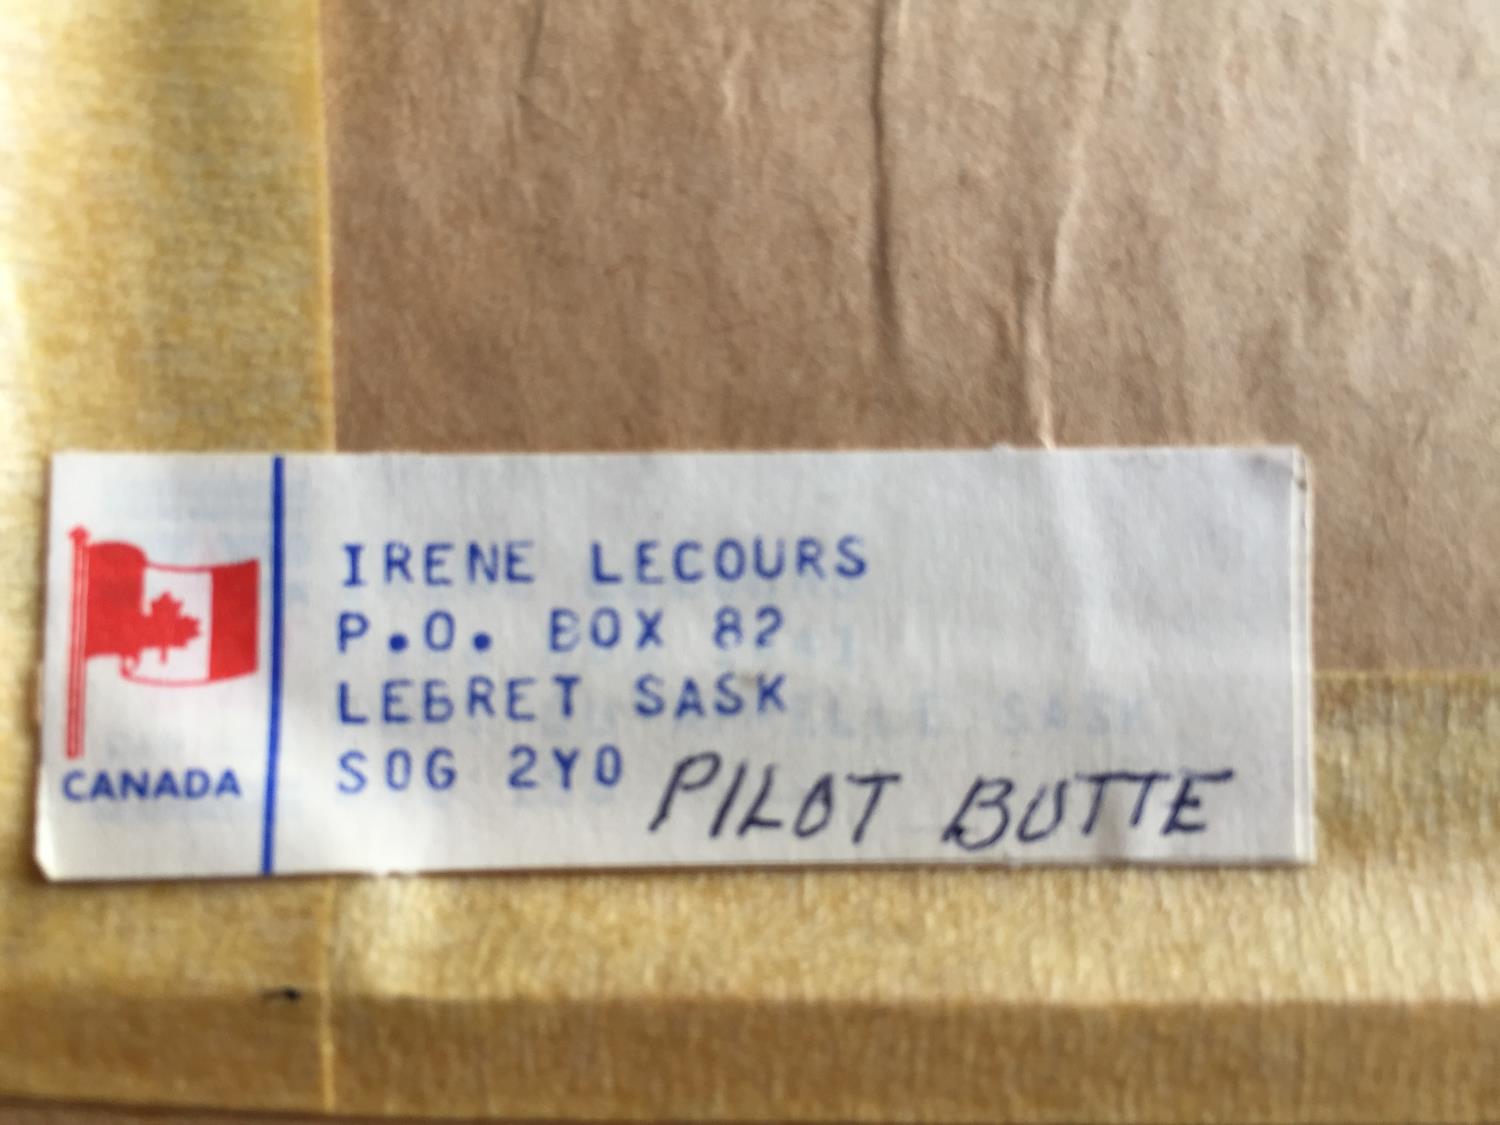 IRENE LECOURS
P.O. BOX 82
LEBRET SASK
S0G 2Y0 PILOT BUTTE
CANADA